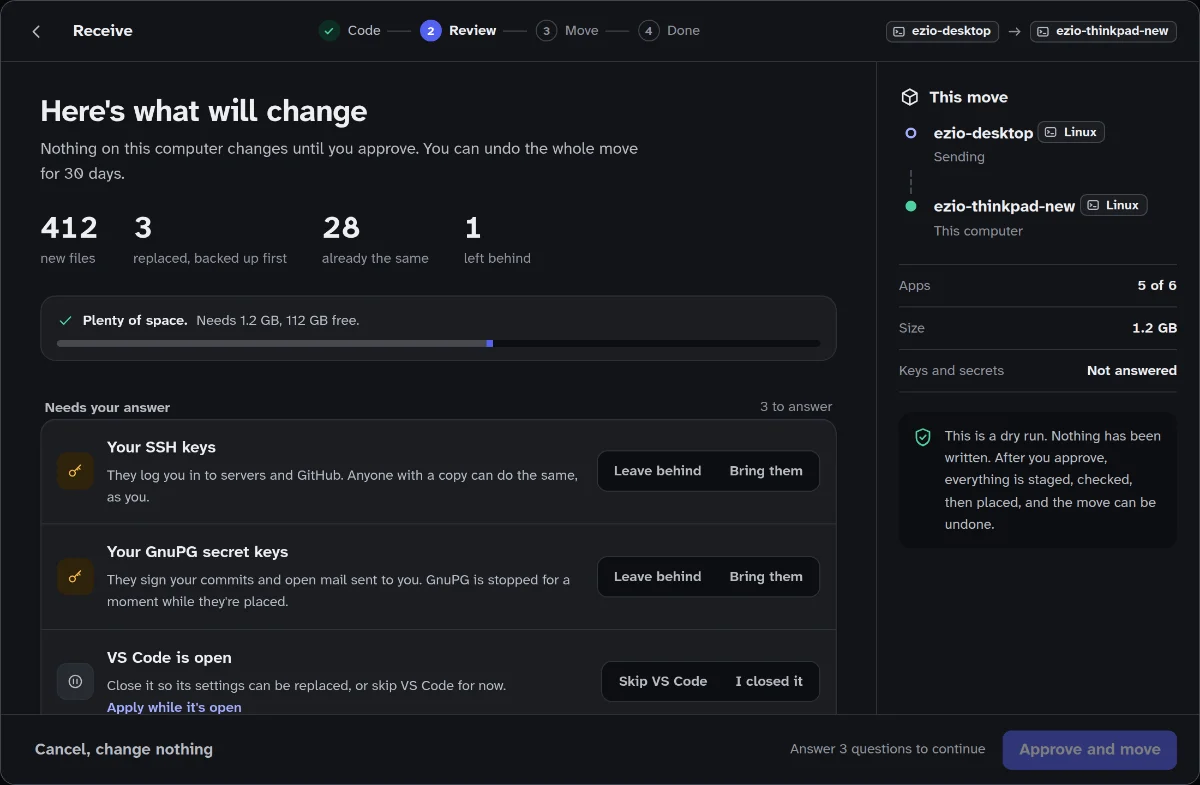 Receive
Code
2 Review
3 Move
4 Done
ezio-desktop → ezio-thinkpad-new
Here's what will change
Nothing on this computer changes until you approve. You can undo the whole move
for 30 days.
412
new files
3
replaced, backed up first
28
already the same
1
left behind
Plenty of space. Needs 1.2 GB, 112 GB free.
Needs your answer
3 to answer
Your SSH keys
They log you in to servers and GitHub. Anyone with a copy can do the same,
as you.
Leave behind
Bring them
Your GnuPG secret keys
They sign your commits and open mail sent to you. GnuPG is stopped for a
moment while they're placed.
Leave behind
Bring them
VS Code is open
Close it so its settings can be replaced, or skip VS Code for now.
Apply while it's open
Skip VS Code
I closed it
This move
ezio-desktop Linux
Sending
ezio-thinkpad-new Linux
This computer
Apps 5 of 6
Size 1.2 GB
Keys and secrets Not answered
This is a dry run. Nothing has been
written. After you approve,
everything is staged, checked,
then placed, and the move can be
undone.
Cancel, change nothing
Answer 3 questions to continue
Approve and move